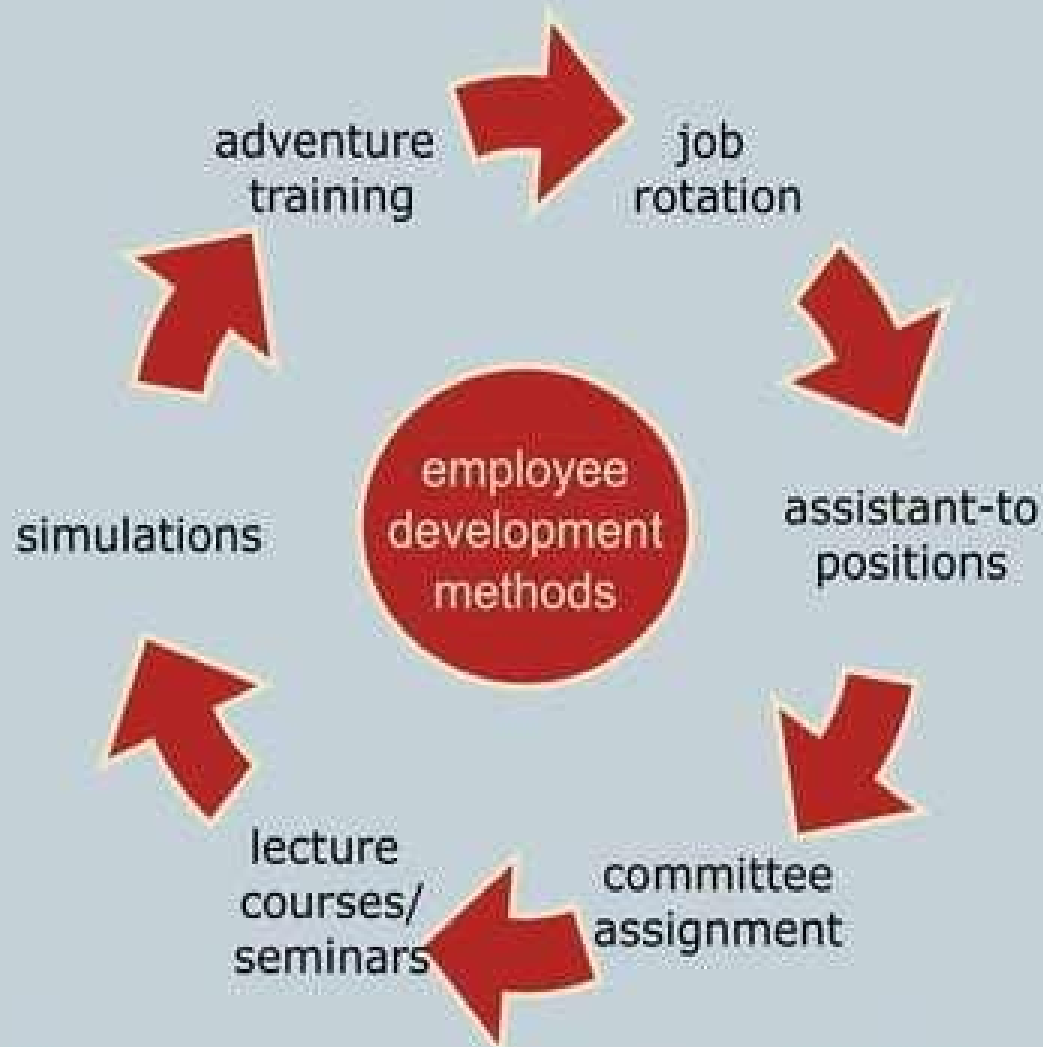 adventure
training
job
rotation
assistant-to
positions
committee
assignment
lecture
courses/
seminars
simulations
employee
development
methods